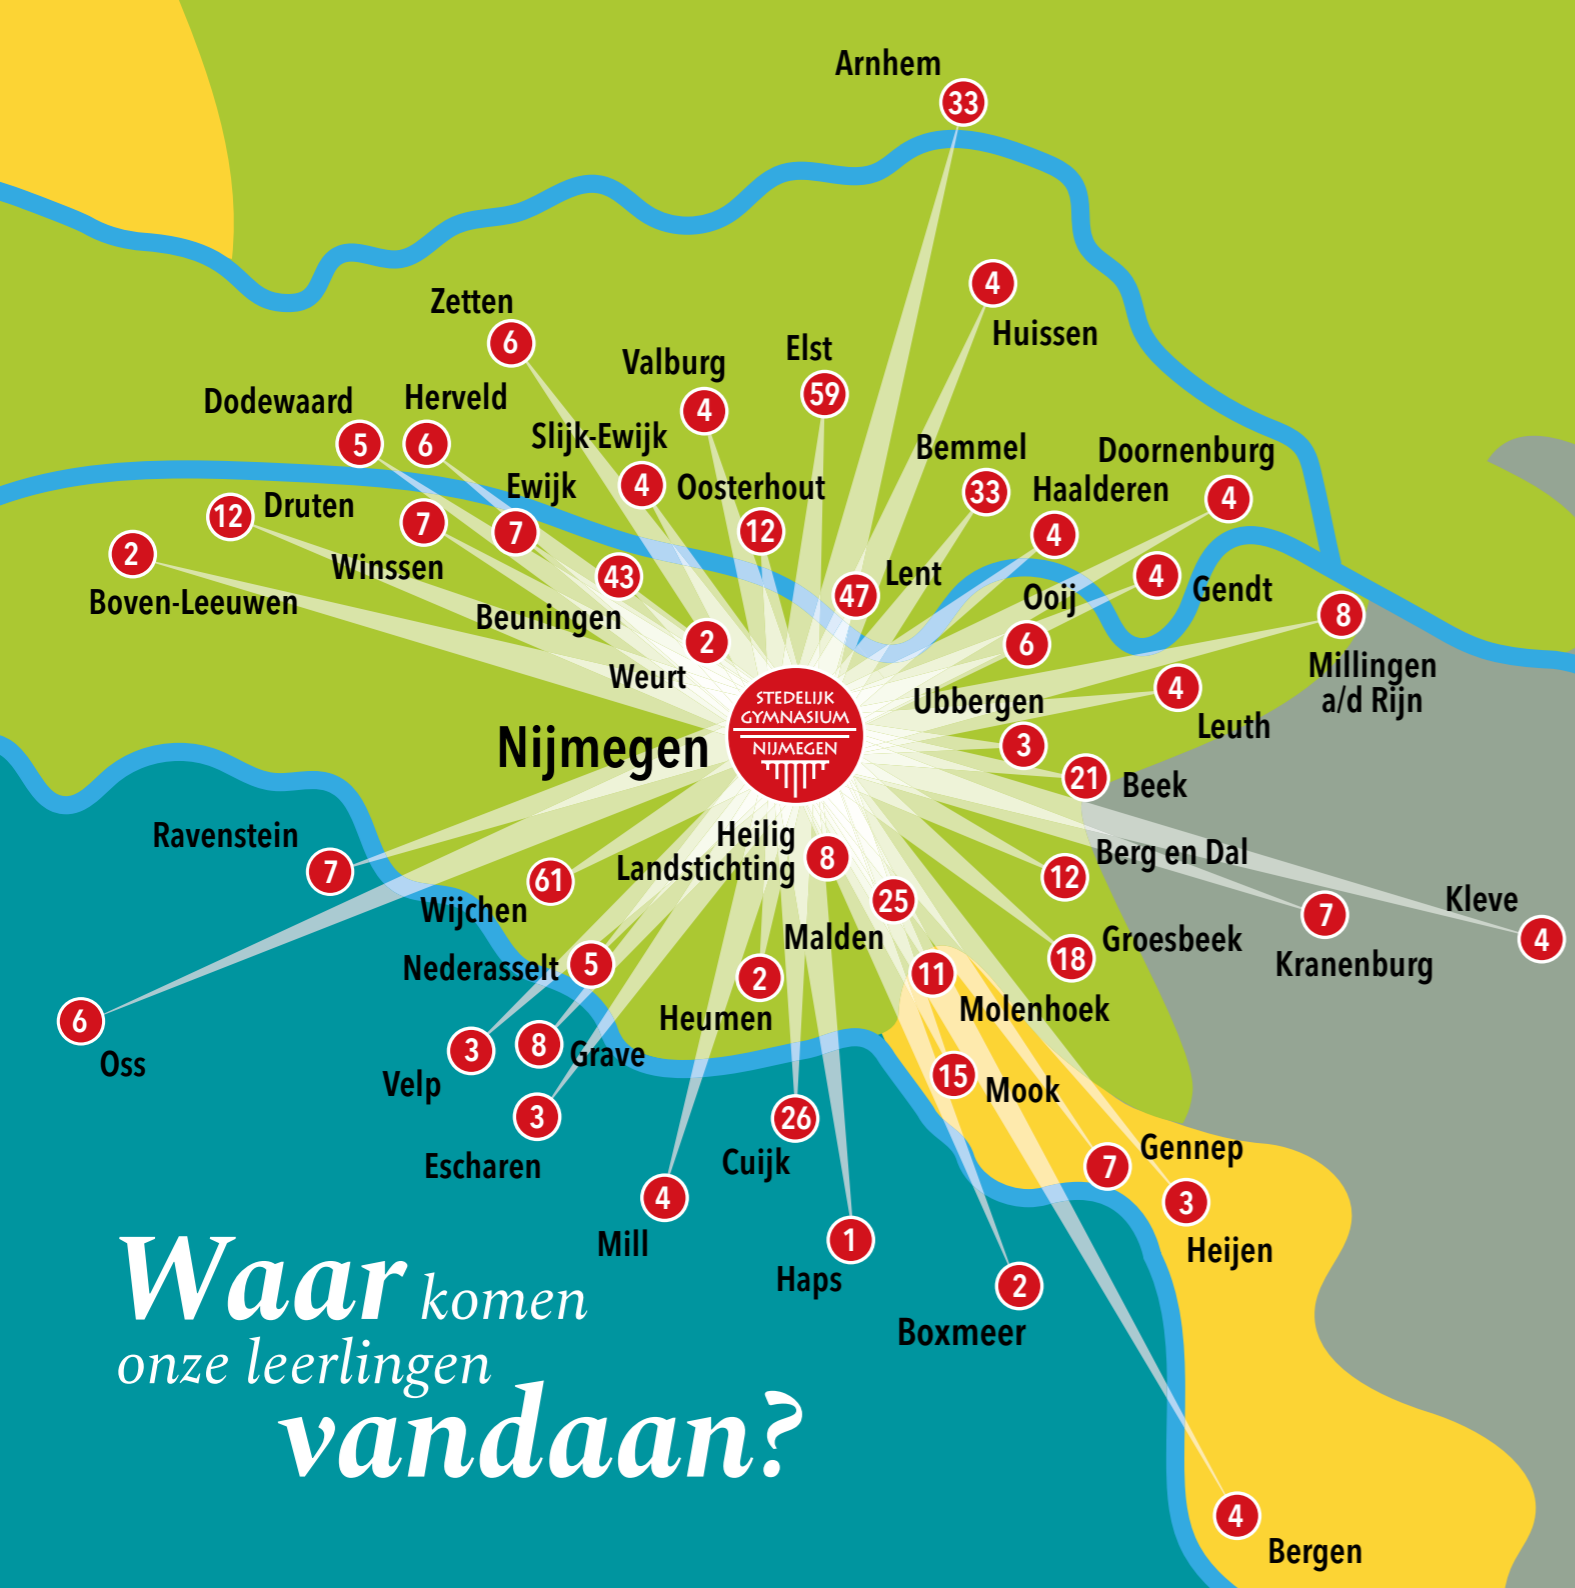 Arnhem
33
4
Huissen
Zetten
6
Valburg
4
Elst
59
Dodewaard
5
Herveld
6
Slijk-Ewijk
4
Ewijk
7
Oosterhout
12
Bemmel
33
Haalderen
4
Doornenburg
4
12
Druten
7
Winssen
2
Boven-Leeuwen
43
Beuningen
47
Lent
Ooij
6
4
Gendt
8
Millingen
a/d Rijn
2
Weurt
Ubbergen
3
4
Leuth
21
Beek
Nijmegen
STEDELIJK
GYMNASIUM
NIJMEGEN
Ravenstein
7
61
Wijchen
Heilig
Landstichting
8
25
Malden
Berg en Dal
12
7
Kranenburg
Kleve
4
Groesbeek
18
Nederasselt
5
2
Heumen
11
Molenhoek
6
Oss
3
Velp
8
Grave
15
Mook
3
Escharen
26
Cuijk
Gennep
7
3
Heijen
4
Mill
1
Haps
2
Boxmeer
Waar komen
onze leerlingen
vandaan?
4
Bergen